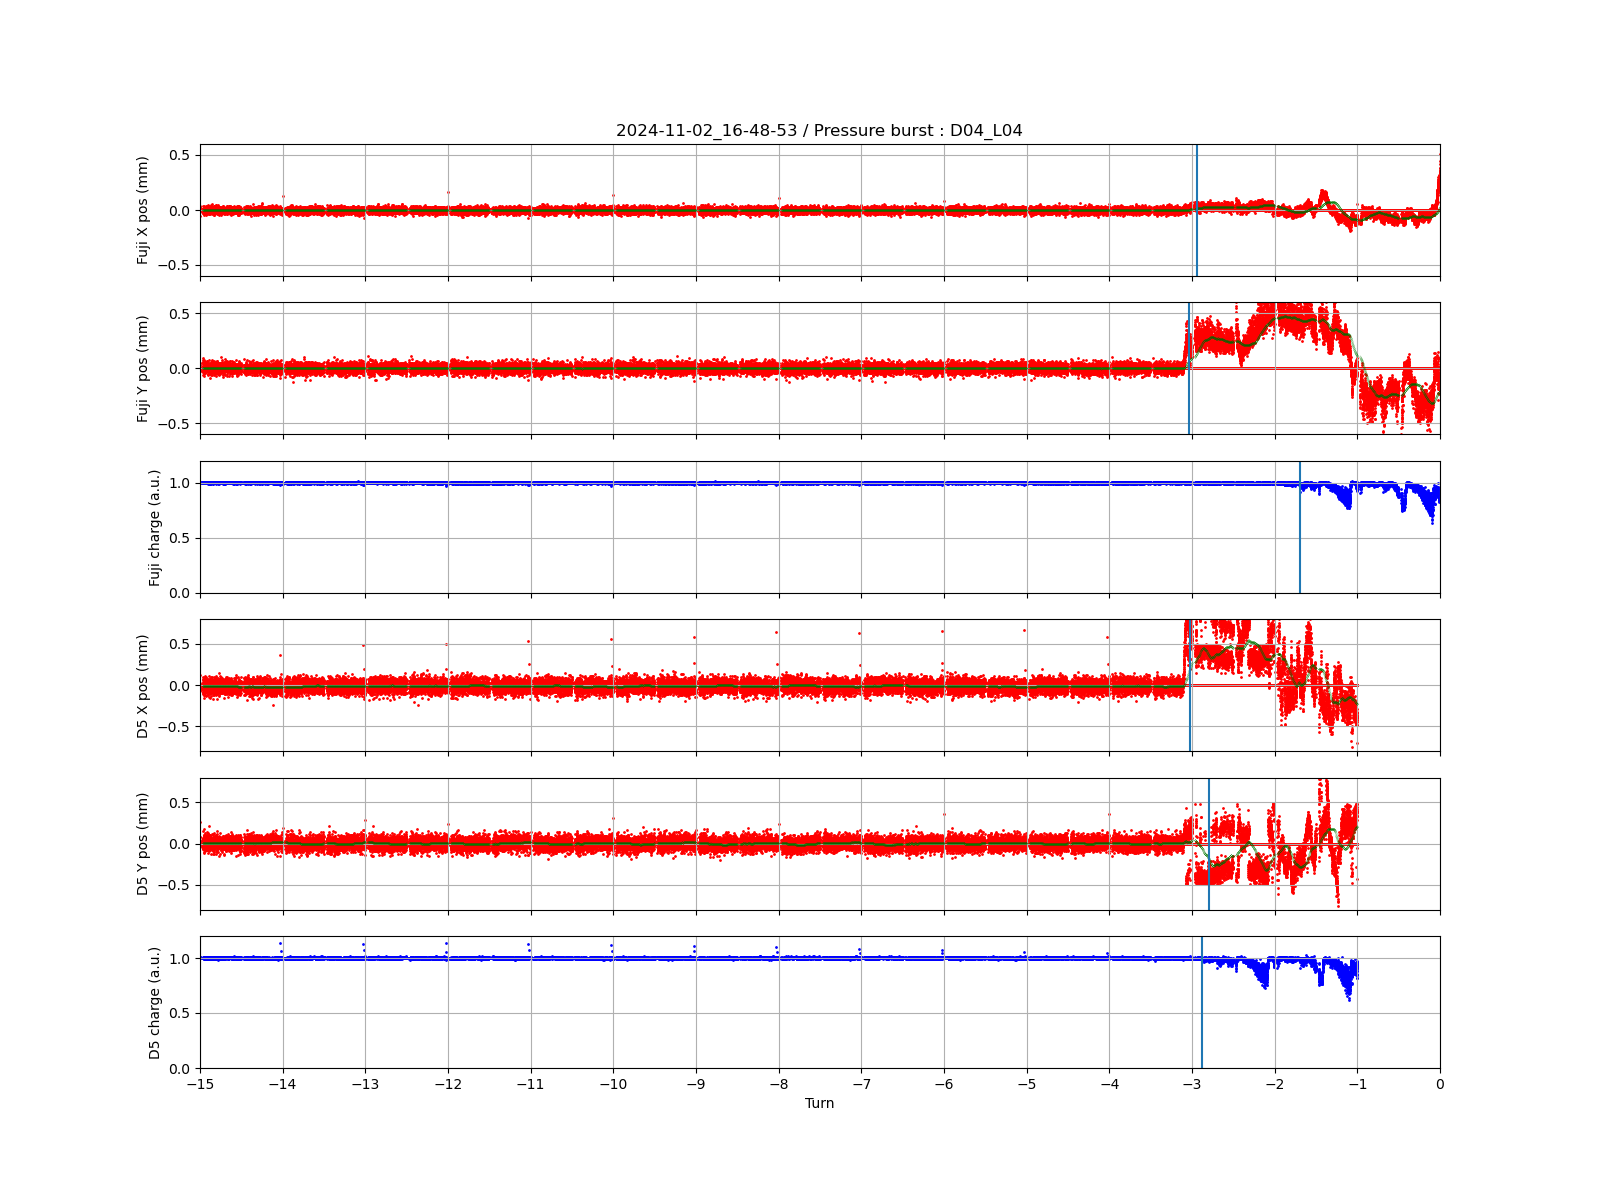 2024-11-02_16-48-53 / Pressure burst : D04_L04
Fuji X pos (mm)
0.5
0.0
−0.5
Fuji Y pos (mm)
0.5
0.0
−0.5
Fuji charge (a.u.)
1.0
0.5
0.0
D5 X pos (mm)
0.5
0.0
−0.5
D5 Y pos (mm)
0.5
0.0
−0.5
D5 charge (a.u.)
1.0
0.5
0.0
−15 −14 −13 −12 −11 −10 −9 −8 −7 −6 −5 −4 −3 −2 −1 0
Turn